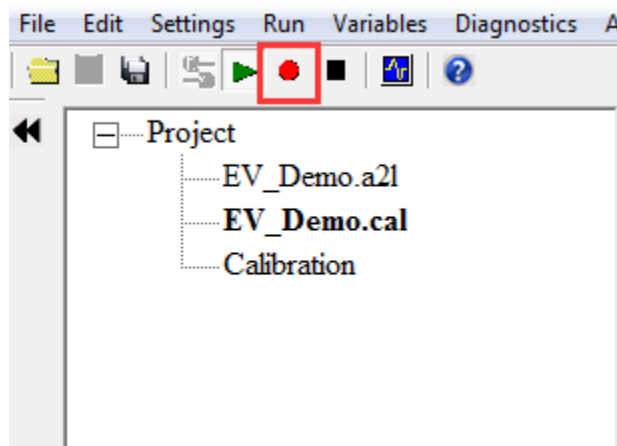 File Edit Settings Run Variables Diagnostics
Project
EV_Demo.a2l
EV_Demo.cal
Calibration